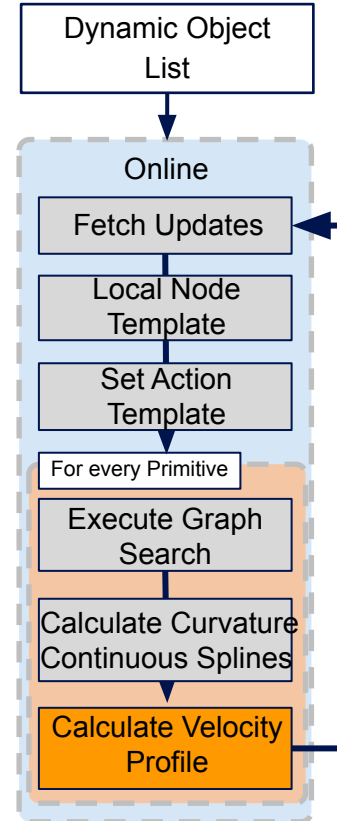 Dynamic Object
List
Online
Fetch Updates
Local Node
Template
Set Action
Template
For every Primitive
Execute Graph
Search
Calculate Curvature
Continuous Splines
Calculate Velocity
Profile